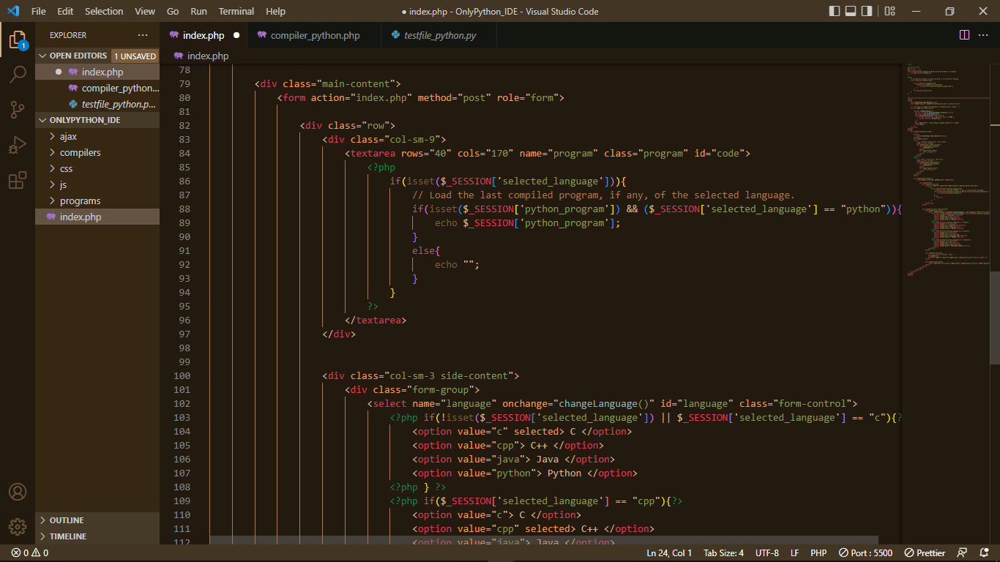 File Edit Selection View Go Run Terminal Help
● index.php - OnlyPython_IDE - Visual Studio Code
EXPLORER ···
OPEN EDITORS 1 UNSAVED
● index.php
compiler_python...
testfile_python.p...
ONLYPYTHON_IDE
ajax
compilers
css
js
programs
index.php
OUTLINE
TIMELINE
1
index.php ● compiler_python.php testfile_python.py
index.php
78
79 <div class="main-content">
80 <form action="index.php" method="post" role="form">
81
82 <div class="row">
83 <div class="col-sm-9">
84 <textarea rows="40" cols="170" name="program" class="program" id="code">
85 <?php
86 if(isset($_SESSION['selected_language'])){
87 // Load the last compiled program, if any, of the selected language.
88 if(isset($_SESSION['python_program']) && ($_SESSION['selected_language'] == "python")){
89 echo $_SESSION['python_program'];
90 }
91 else{
92 echo "";
93 }
94 }
95 ?>
96 </textarea>
97 </div>
98
99
100 <div class="col-sm-3 side-content">
101 <div class="form-group">
102 <select name="language" onchange="changeLanguage()" id="language" class="form-control">
103 <?php if(!isset($_SESSION['selected_language']) || $_SESSION['selected_language'] == "c"){?
104 <option value="c" selected> C </option>
105 <option value="cpp"> C++ </option>
106 <option value="java"> Java </option>
107 <option value="python"> Python </option>
108 <?php } ?>
109 <?php if($_SESSION['selected_language'] == "cpp"){?>
110 <option value="c"> C </option>
111 <option value="cpp" selected> C++ </option>
112 <option value="java"> Java </option>
0 0 Ln 24, Col 1 Tab Size: 4 UTF-8 LF PHP Port : 5500 Prettier